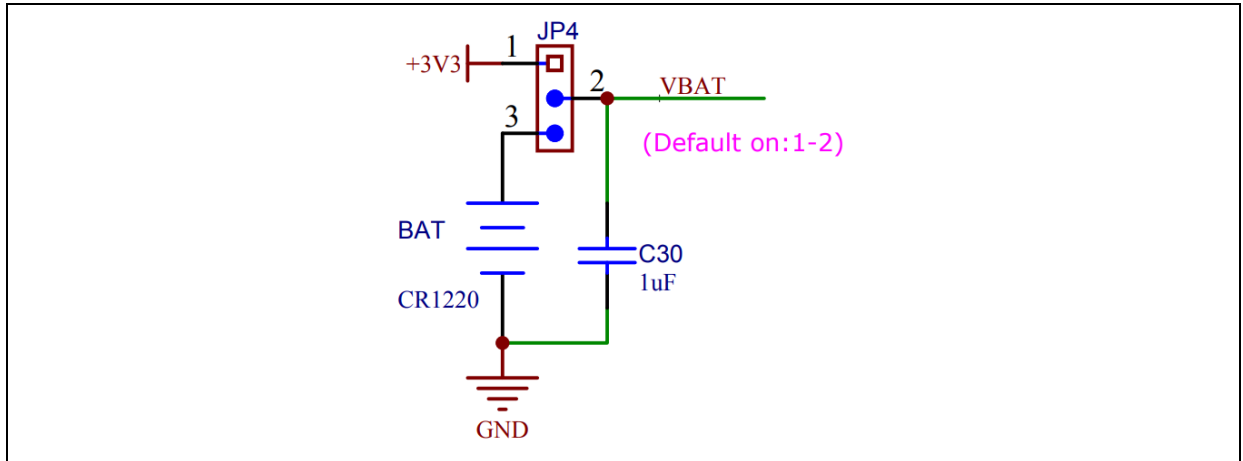 JP4
1
+3V3
2
VBAT
3
(Default on:1-2)
BAT
C30
1uF
CR1220
GND